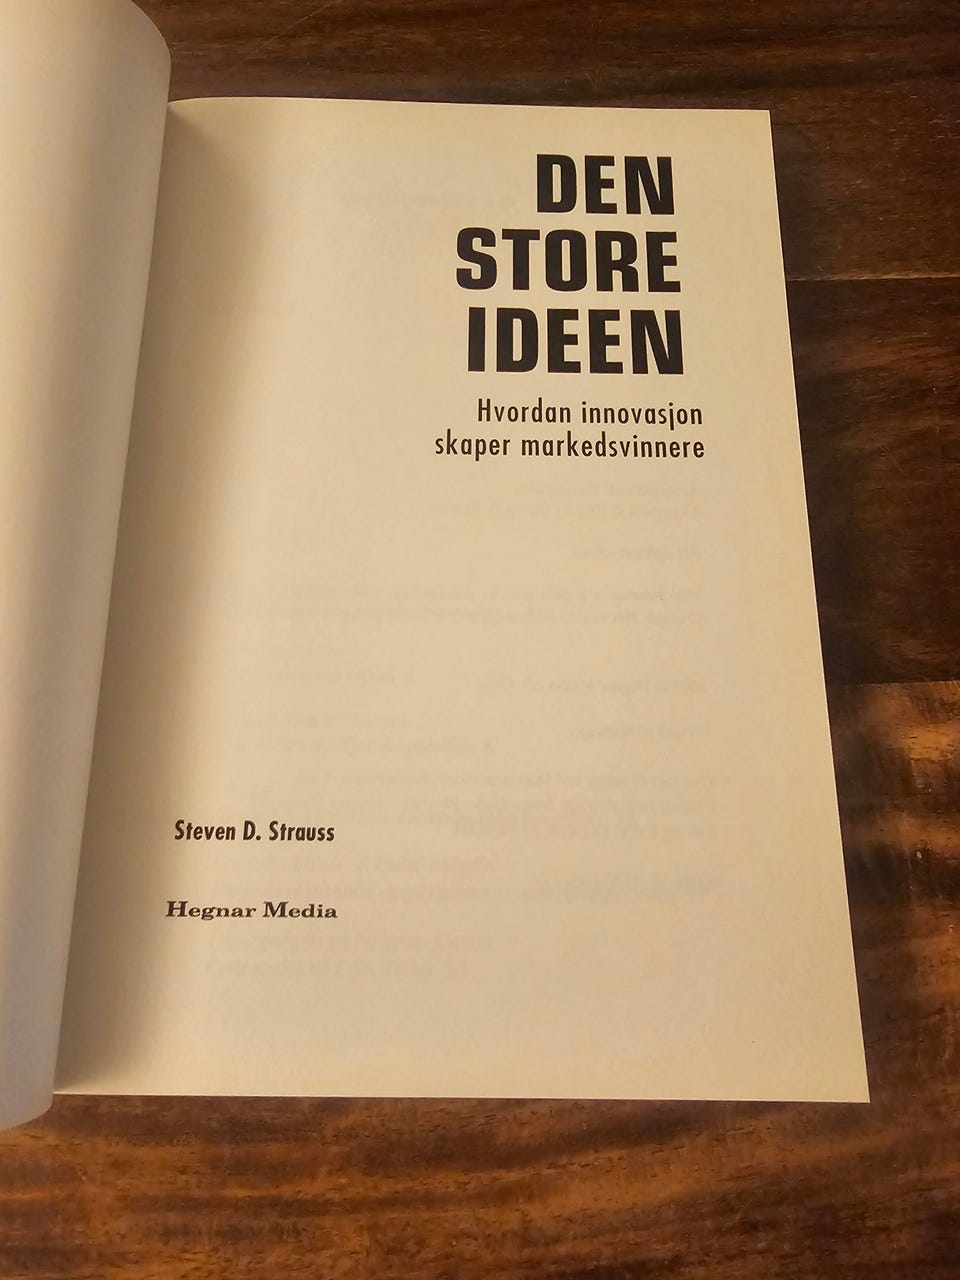 DEN
STORE
IDEEN
Hvordan innovasjon
skaper markedsvinnere
Steven D. Strauss
Hegnar Media